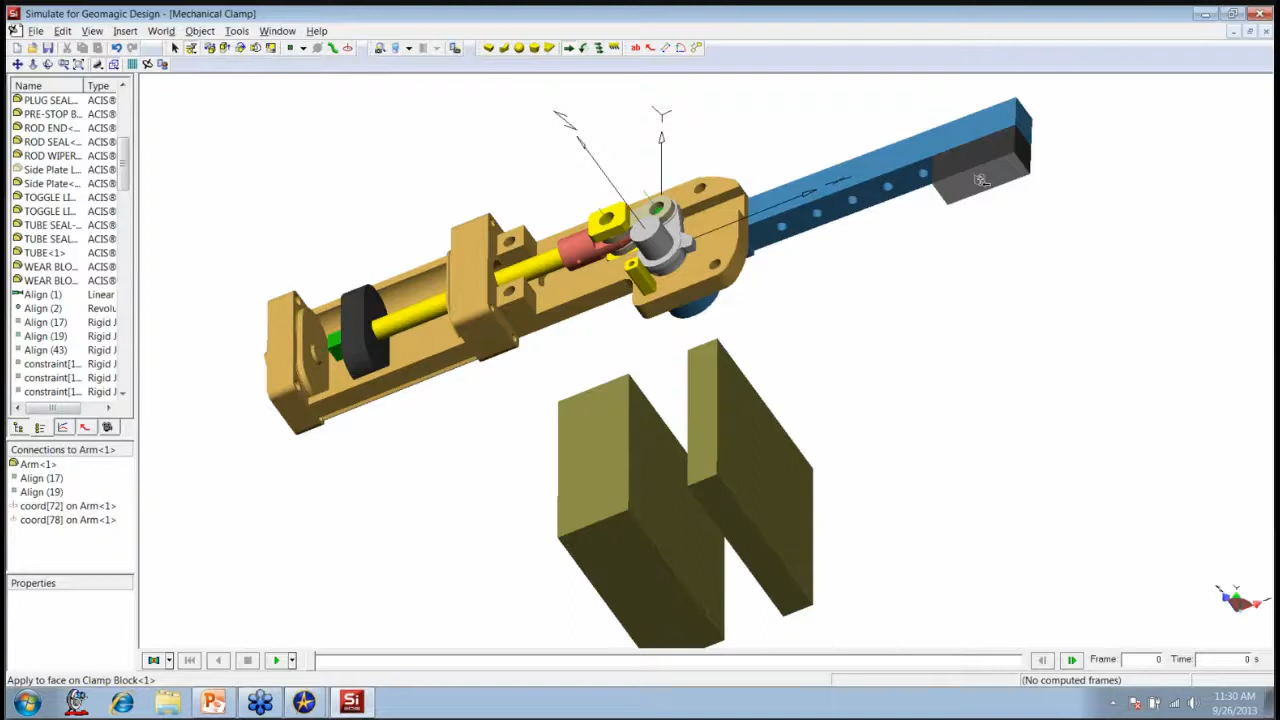 Simulate for Geomagic Design - [Mechanical Clamp]
File Edit View Insert World Object Tools Window Help
Name Type
PLUG SEAL... ACIS®
PRE-STOP B... ACIS®
ROD END<... ACIS®
ROD SEAL<... ACIS®
ROD WIPER... ACIS®
Side Plate L... ACIS®
Side Plate<... ACIS®
TOGGLE LI... ACIS®
TOGGLE LI... ACIS®
TUBE SEAL-... ACIS®
TUBE SEAL... ACIS®
TUBE<1> ACIS®
WEAR BLO... ACIS®
WEAR BLO... ACIS®
Align (1) Linear
Align (2) Revolu
Align (17) Rigid J
Align (19) Rigid J
Align (43) Rigid J
constraint[1... Rigid J
constraint[1... Rigid J
constraint[1... Rigid J
Connections to Arm<1>
Arm<1>
Align (17)
Align (19)
coord[72] on Arm<1>
coord[78] on Arm<1>
Properties
Y
Frame: 0 Time: 0 s
Apply to face on Clamp Block<1>
(No computed frames)
11:30 AM
9/26/2013